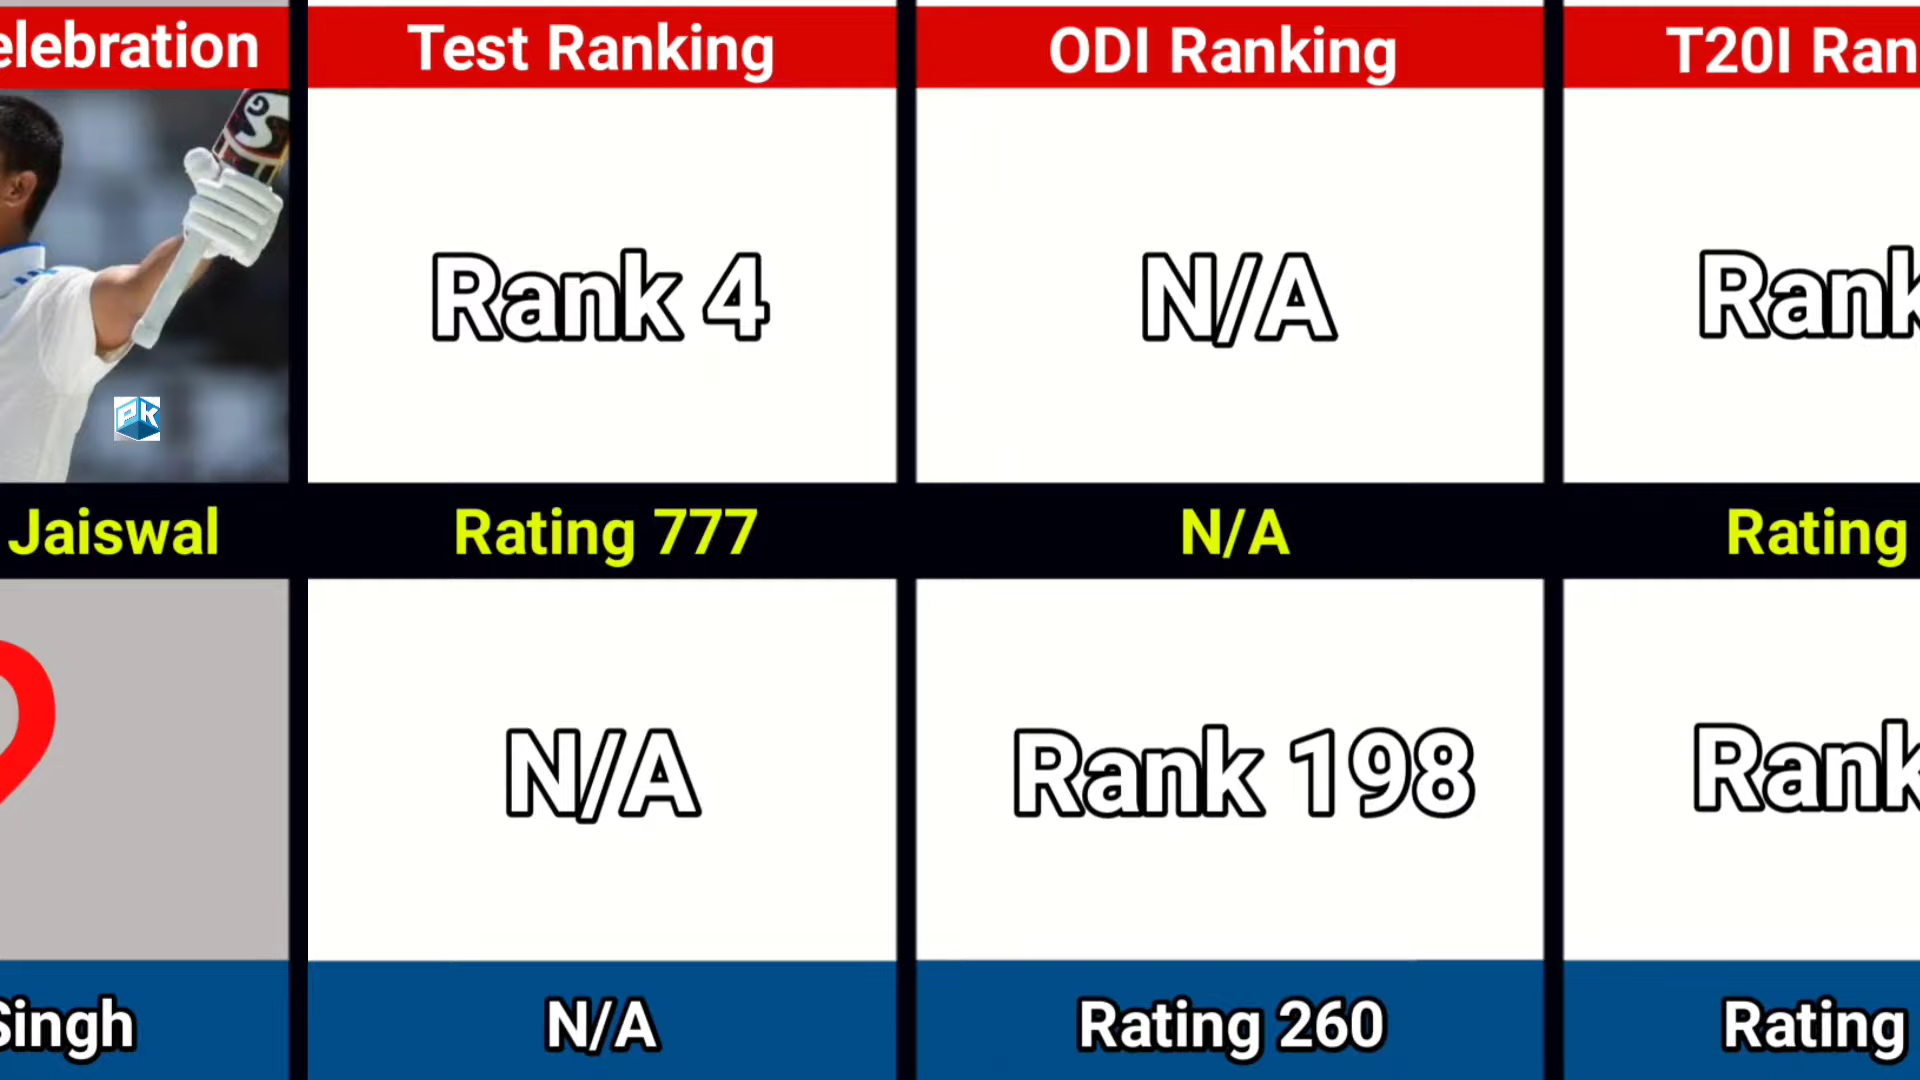 elebration
Test Ranking
ODI Ranking
T20I Ran
Rank 4
N/A
Rank
PK
Jaiswal
Rating 777
N/A
Rating
N/A
Rank 198
Rank
Singh
N/A
Rating 260
Rating